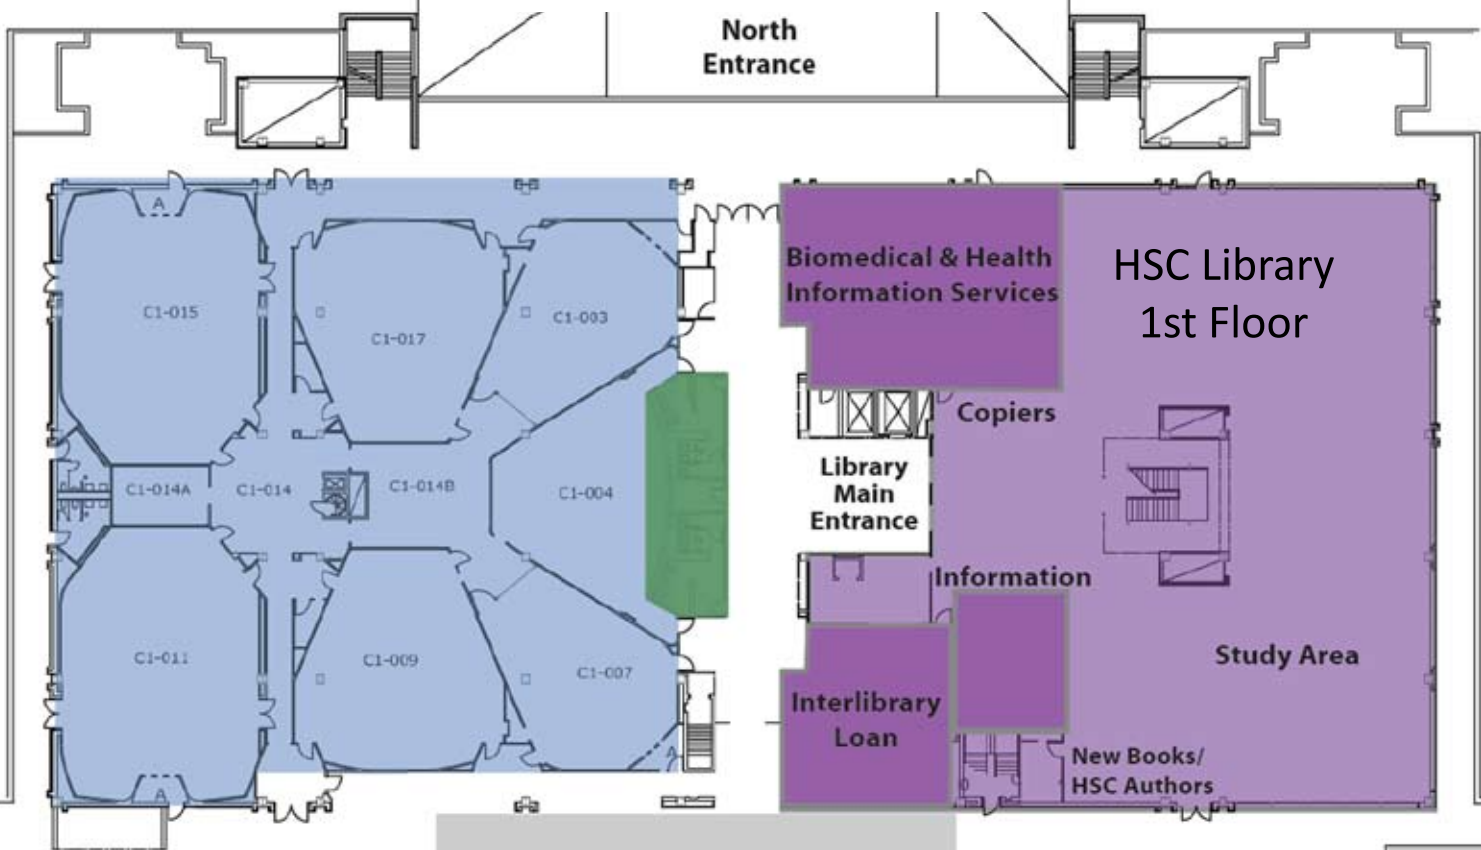 North
Entrance
A
C1-015
C1-017
C1-003
Biomedical & Health
Information Services
HSC Library
1st Floor
Copiers
C1-014A
C1-014
C1-014B
C1-004
Library
Main
Entrance
Information
C1-011
C1-009
C1-007
Study Area
Interlibrary
Loan
A
A
New Books/
HSC Authors